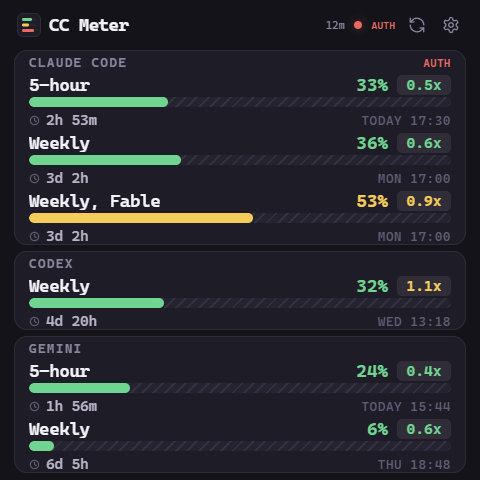 CC Meter 12m AUTH
CLAUDE CODE AUTH
5-hour 33% 0.5x
2h 53m TODAY 17:30
Weekly 36% 0.6x
3d 2h MON 17:00
Weekly, Fable 53% 0.9x
3d 2h MON 17:00
CODEX
Weekly 32% 1.1x
4d 20h WED 13:18
GEMINI
5-hour 24% 0.4x
1h 56m TODAY 15:44
Weekly 6% 0.6x
6d 5h THU 18:48